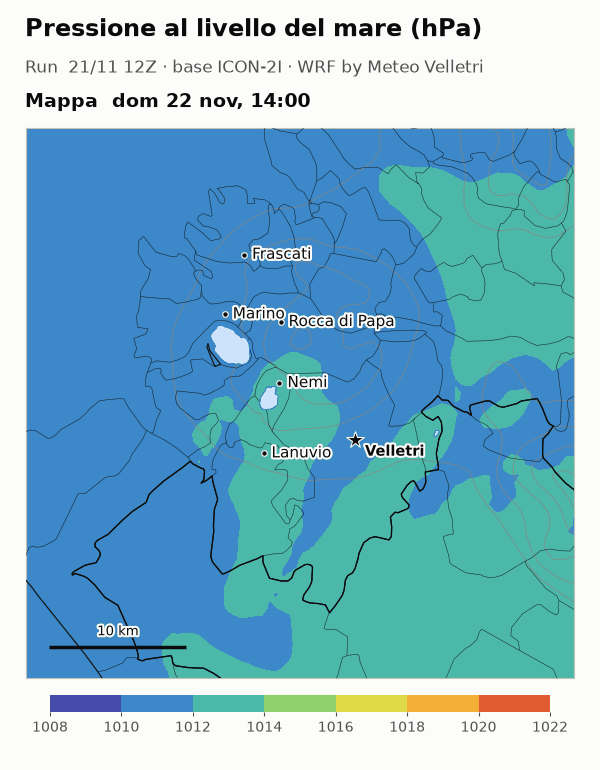 Pressione al livello del mare (hPa)
Run  21/11 12Z · base ICON-2I · WRF by Meteo Velletri
Mappa  dom 22 nov, 14:00
Frascati
Marino
Rocca di Papa
Nemi
Velletri
Lanuvio
10 km
1008 1010 1012 1014 1016 1018 1020 1022